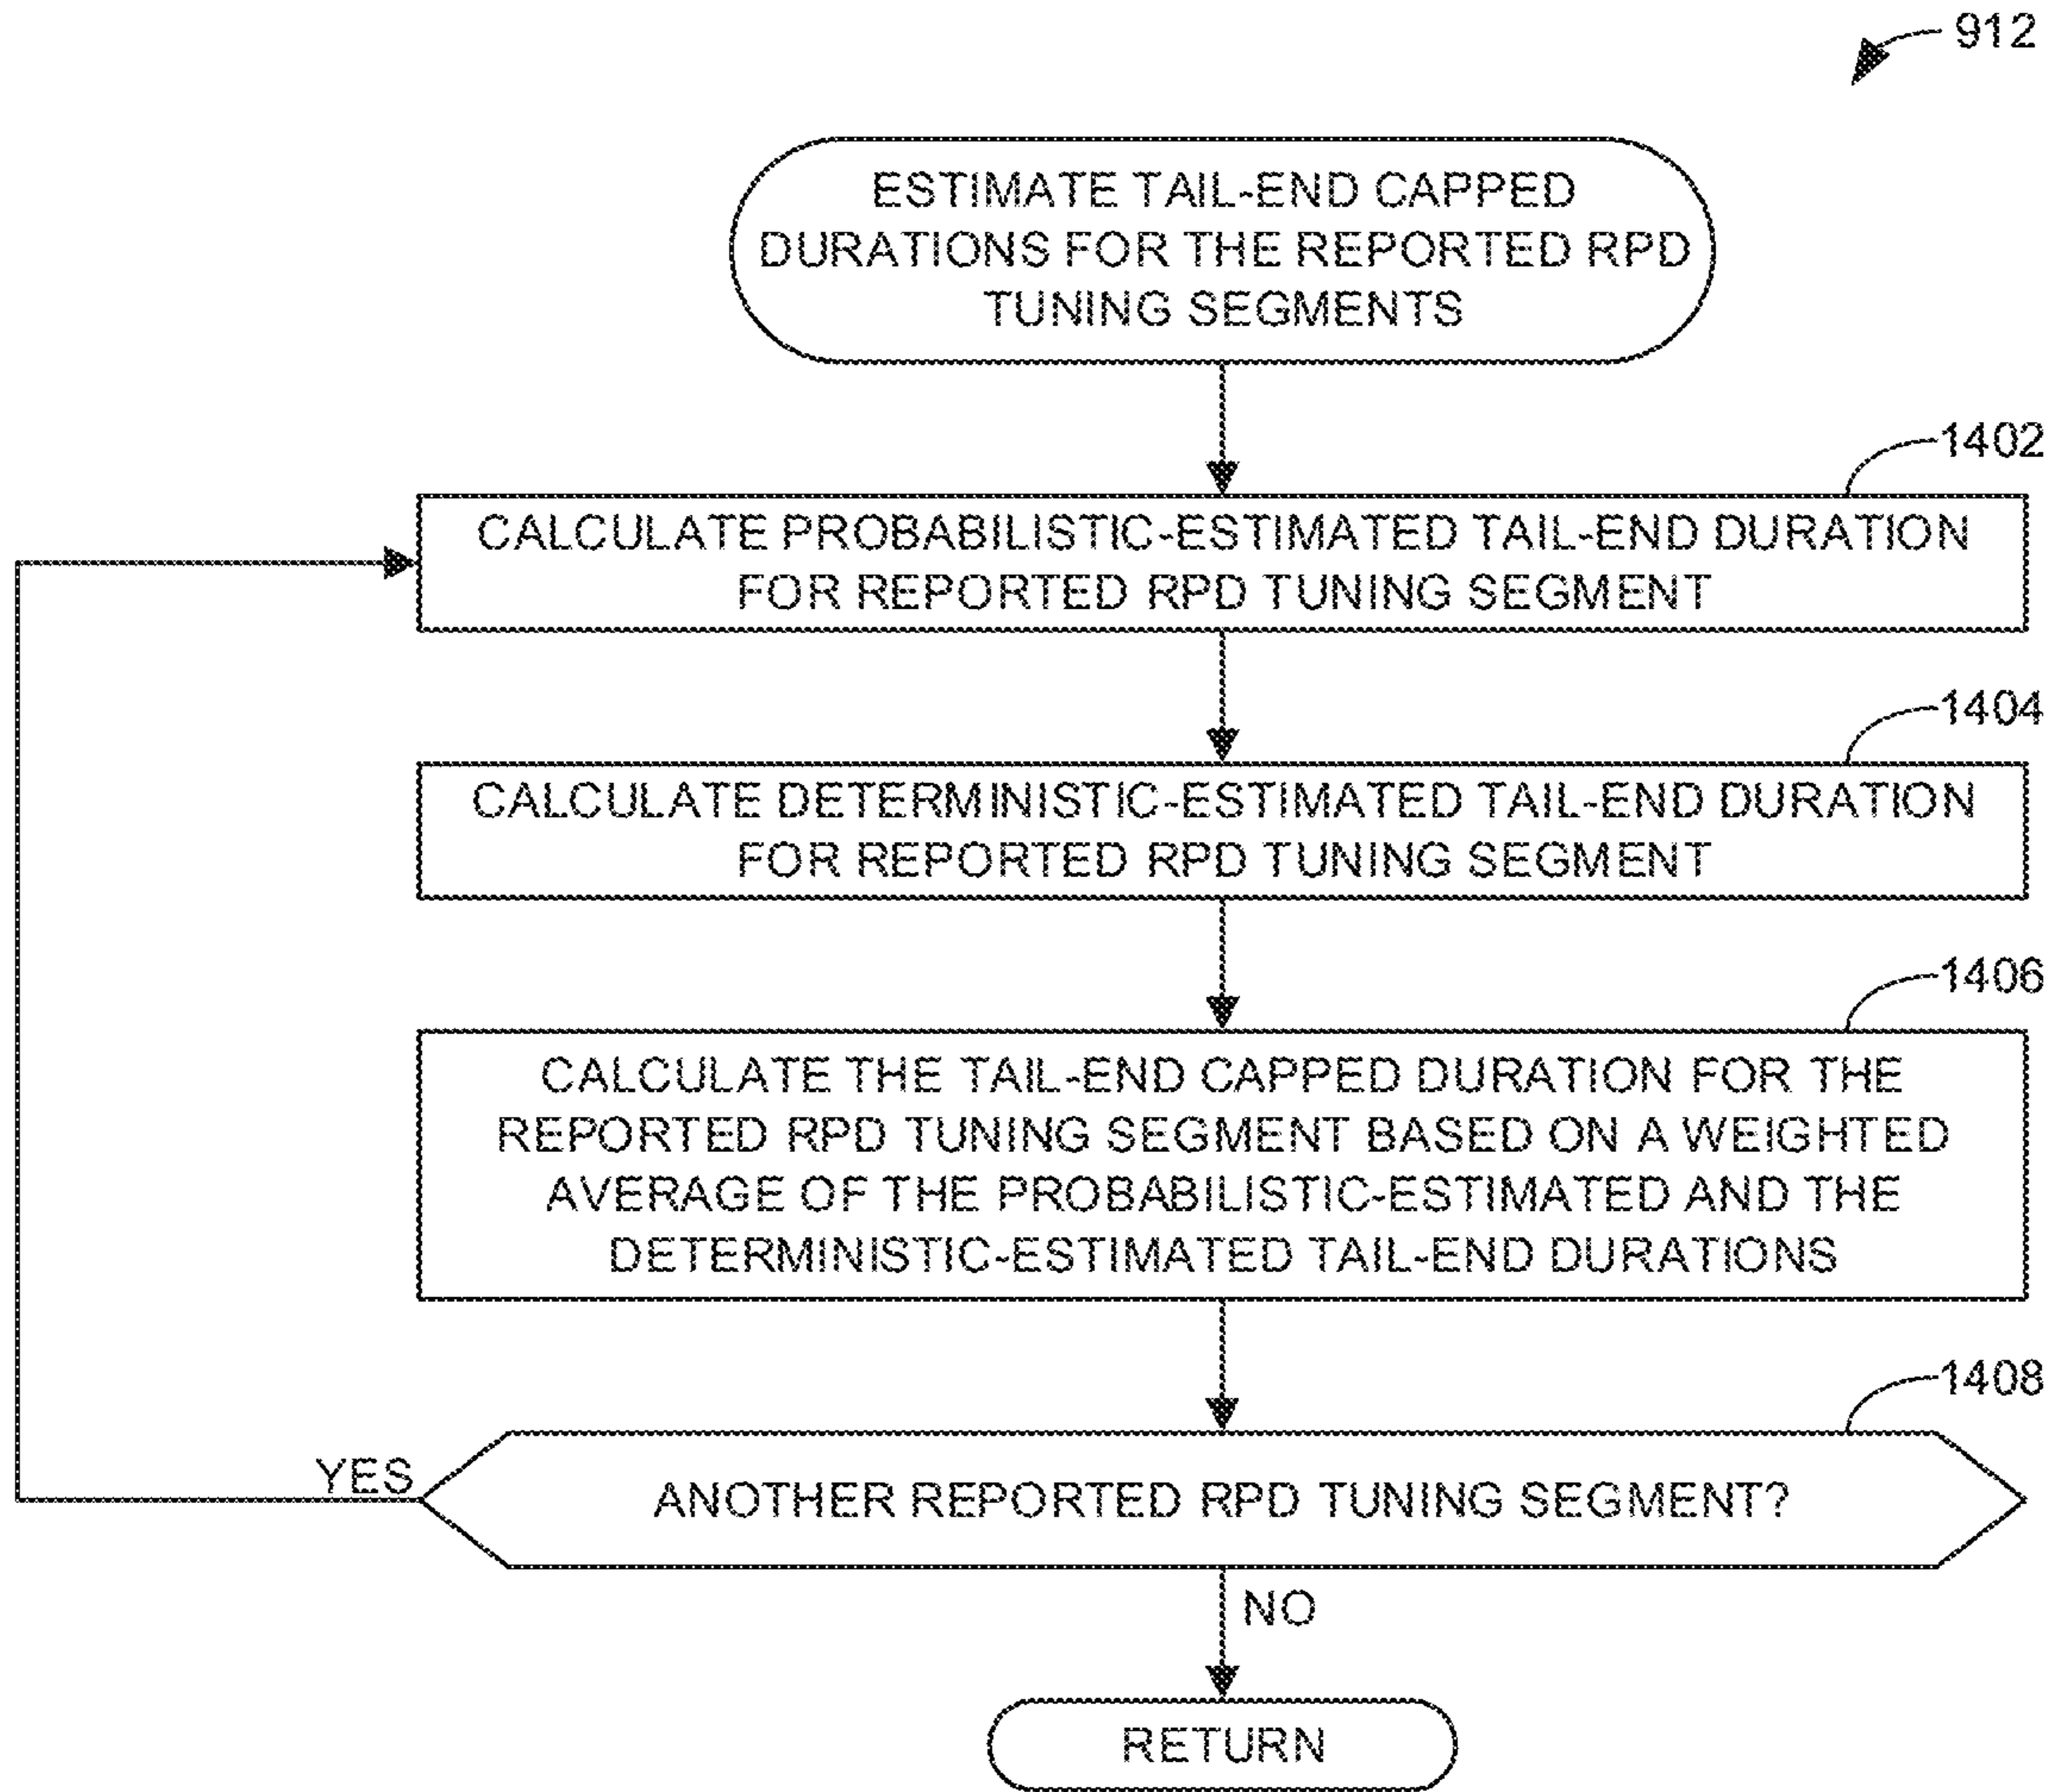 912
ESTIMATE TAIL-END CAPPED
DURATIONS FOR THE REPORTED RPD
TUNING SEGMENTS
1402
CALCULATE PROBABILISTIC-ESTIMATED TAIL-END DURATION
FOR REPORTED RPD TUNING SEGMENT
1404
CALCULATE DETERMINISTIC-ESTIMATED TAIL-END DURATION
FOR REPORTED RPD TUNING SEGMENT
1406
CALCULATE THE TAIL-END CAPPED DURATION FOR THE
REPORTED RPD TUNING SEGMENT BASED ON A WEIGHTED
AVERAGE OF THE PROBABILISTIC-ESTIMATED AND THE
DETERMINISTIC-ESTIMATED TAIL-END DURATIONS
1408
YES
ANOTHER REPORTED RPD TUNING SEGMENT?
NO
RETURN